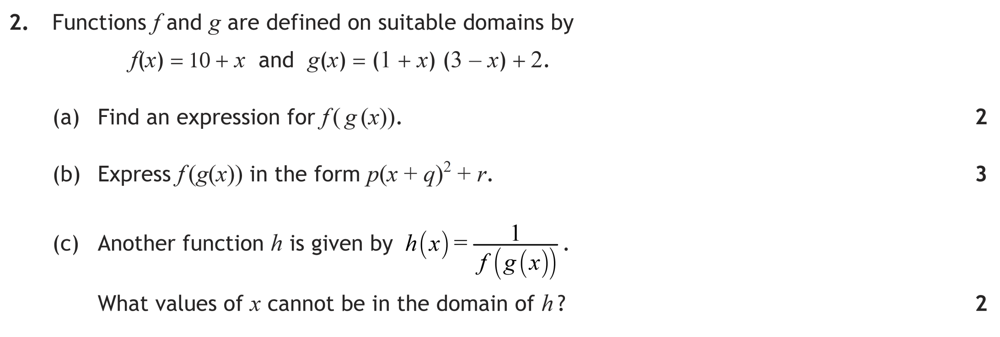 2. Functions f and g are defined on suitable domains by
f(x) = 10 + x and g(x) = (1 + x) (3 – x) + 2.
(a) Find an expression for f(g(x)). 2
(b) Express f(g(x)) in the form p(x + q)² + r. 3
(c) Another function h is given by h(x) = 1/f(g(x)).
What values of x cannot be in the domain of h? 2